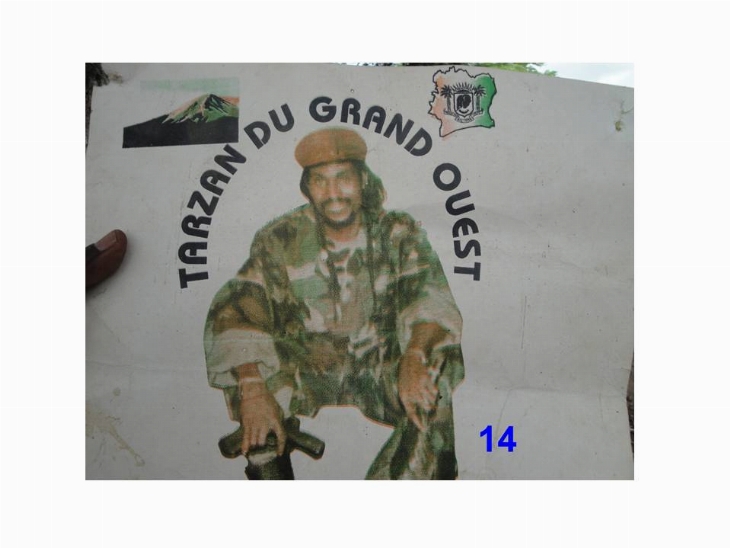 TARZAN DU GRAND OUEST
14